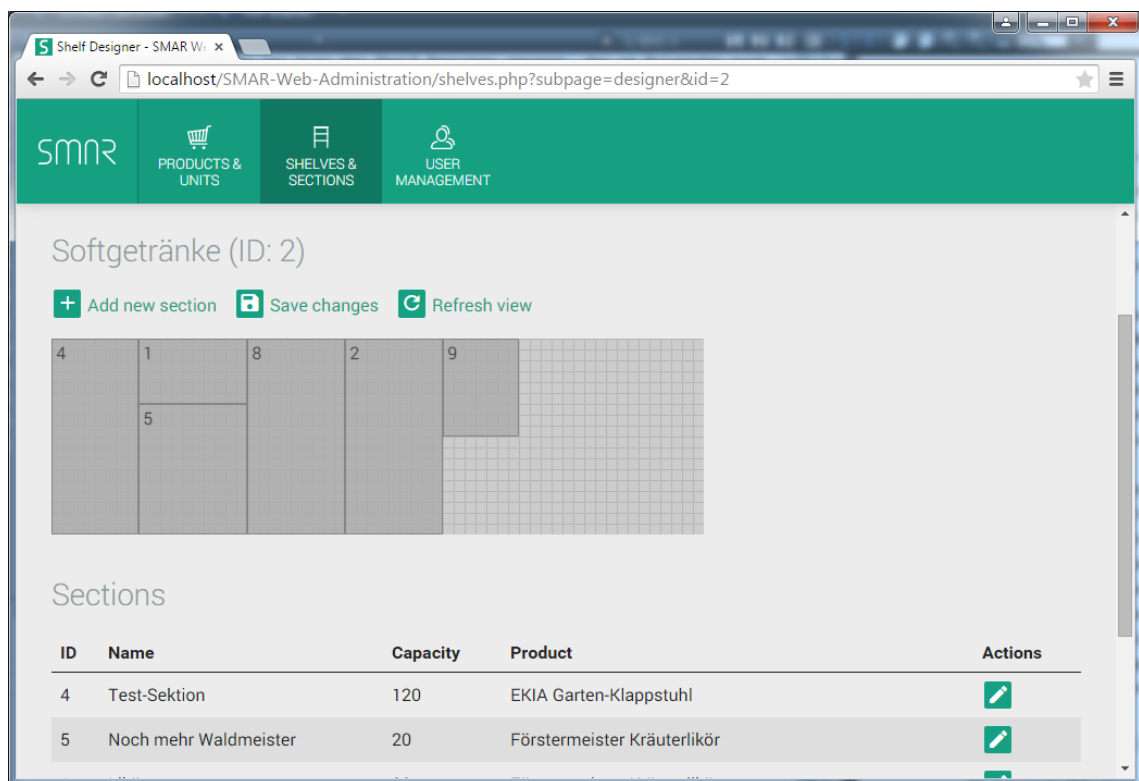 Shelf Designer - SMAR We
localhost/SMAR-Web-Administration/shelves.php?subpage=designer&id=2
SMAR
PRODUCTS &
UNITS
SHELVES &
SECTIONS
USER
MANAGEMENT
Softgetränke (ID: 2)
Add new section Save changes Refresh view
4 1 8 2 9
5
Sections
ID Name Capacity Product Actions
4 Test-Sektion 120 EKIA Garten-Klappstuhl
5 Noch mehr Waldmeister 20 Förstermeister Kräuterlikör